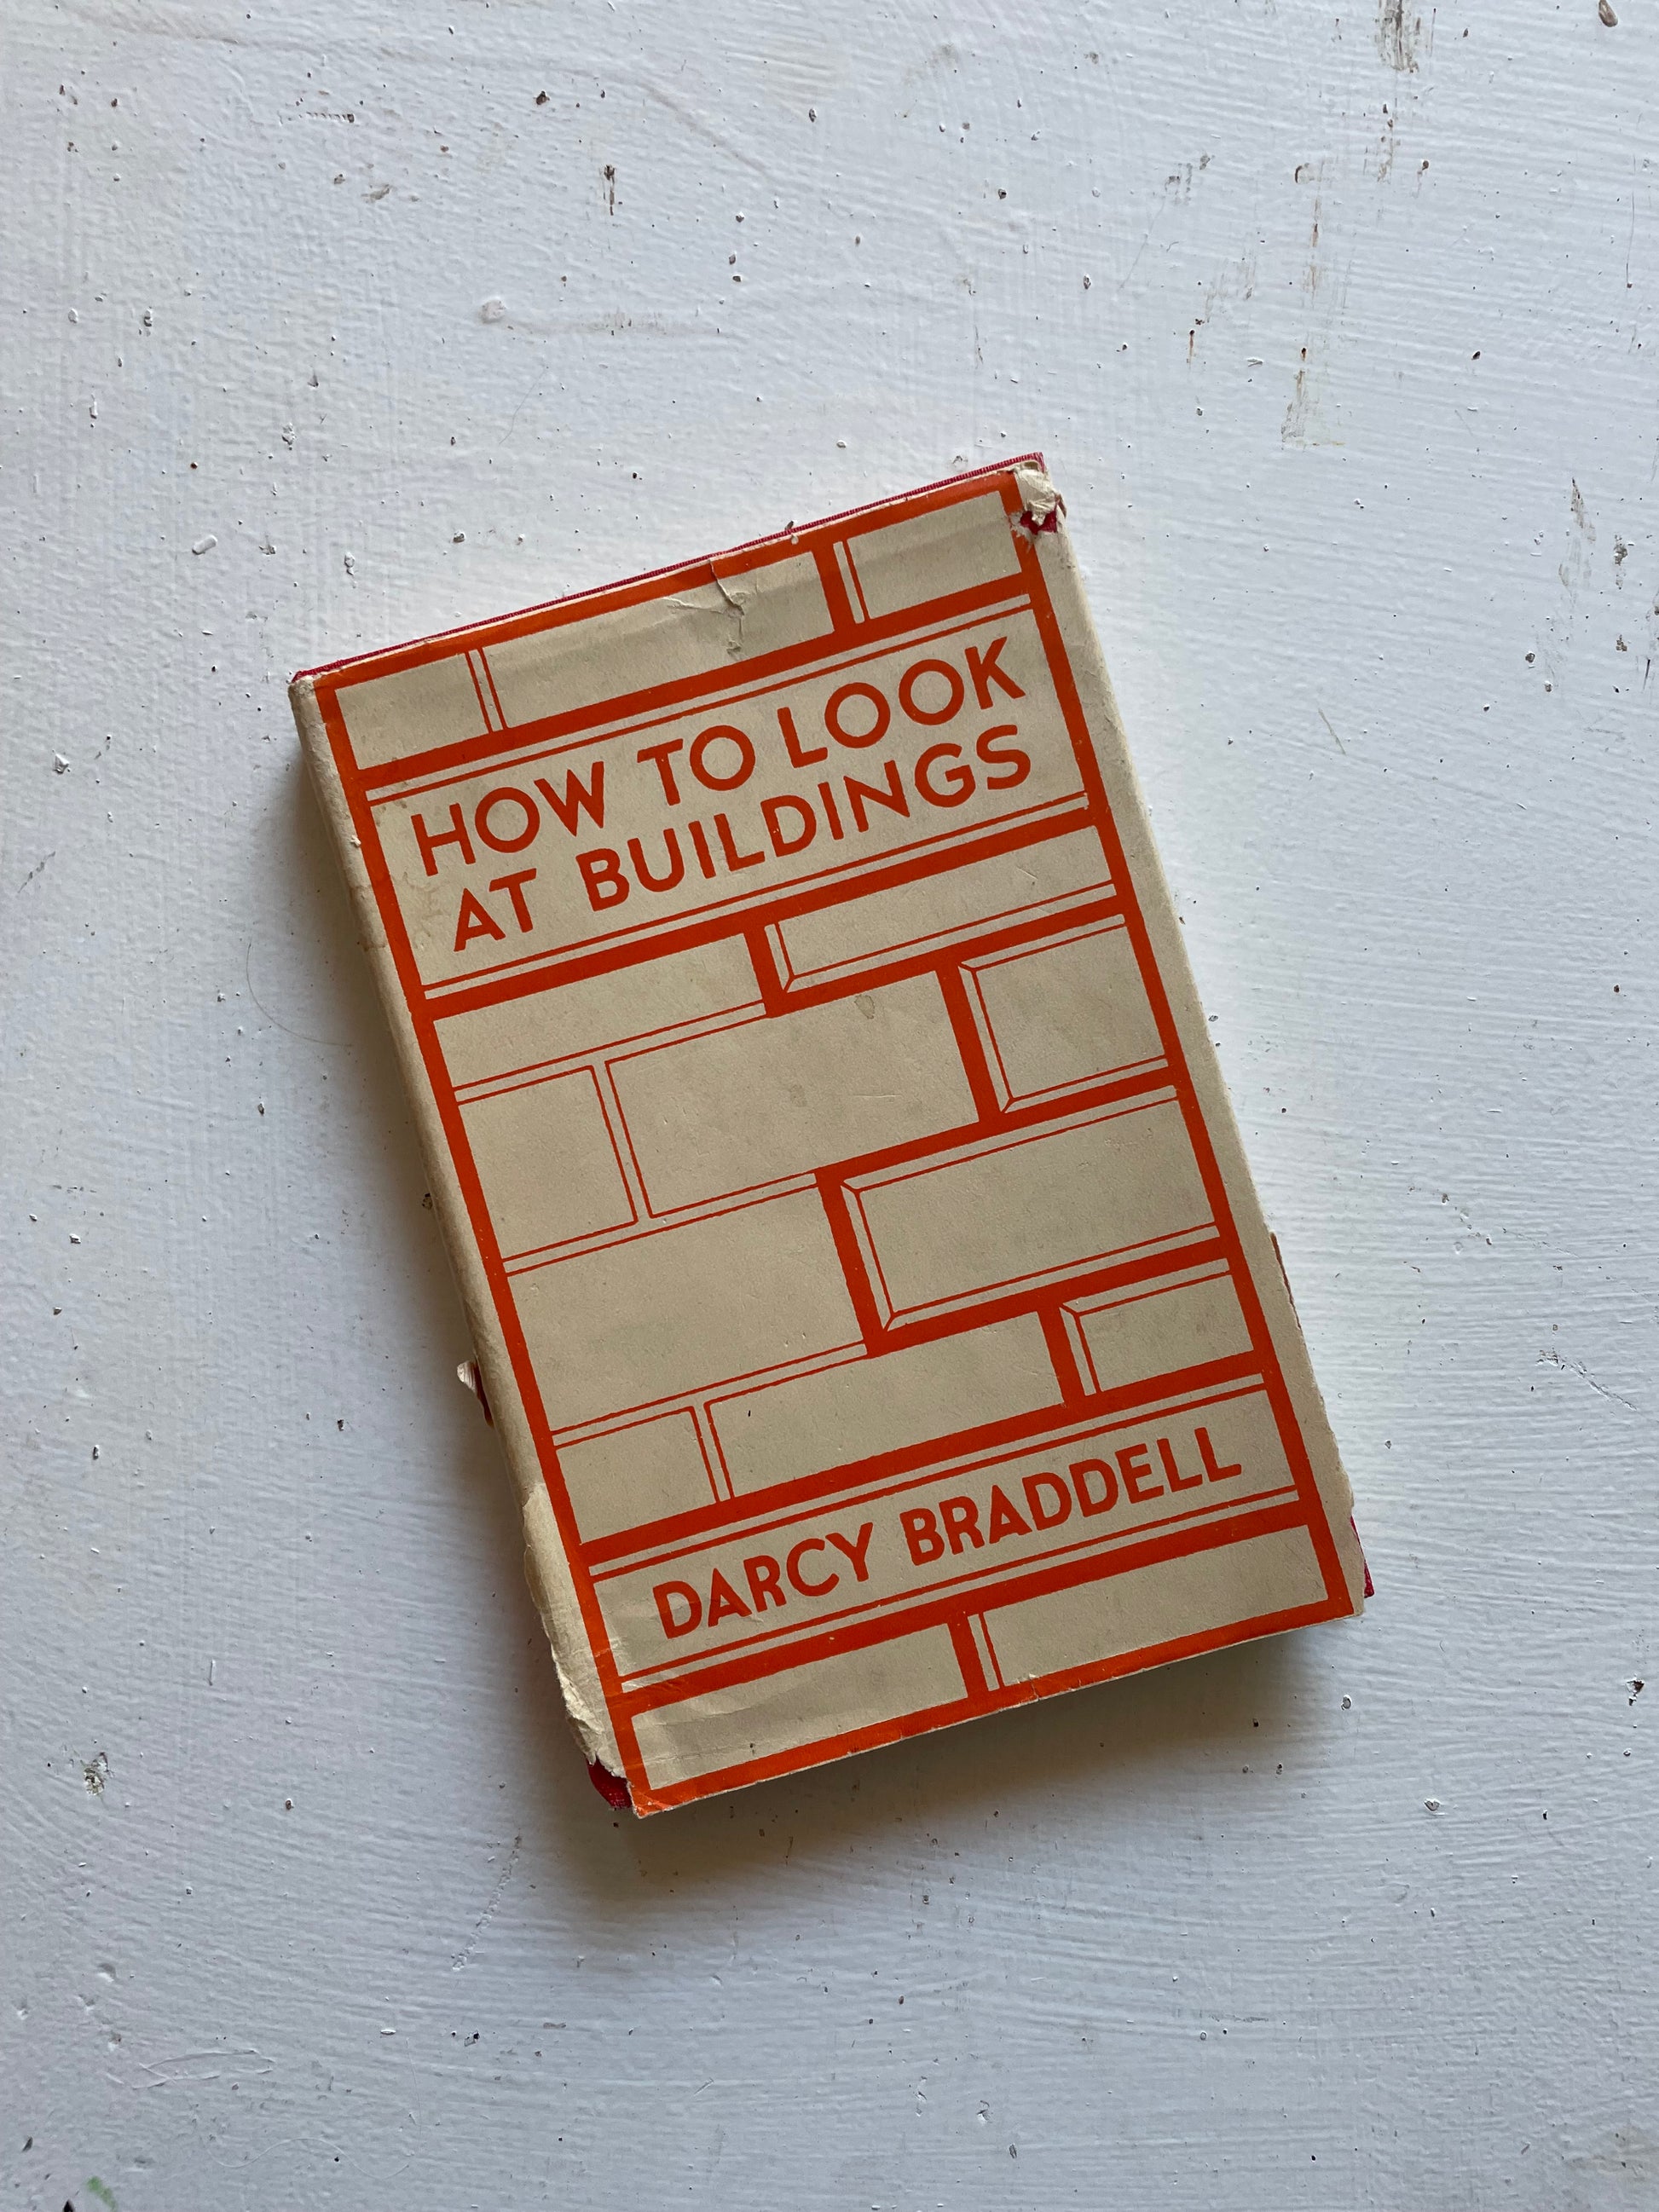 HOW TO LOOK
AT BUILDINGS
DARCY BRADDELL